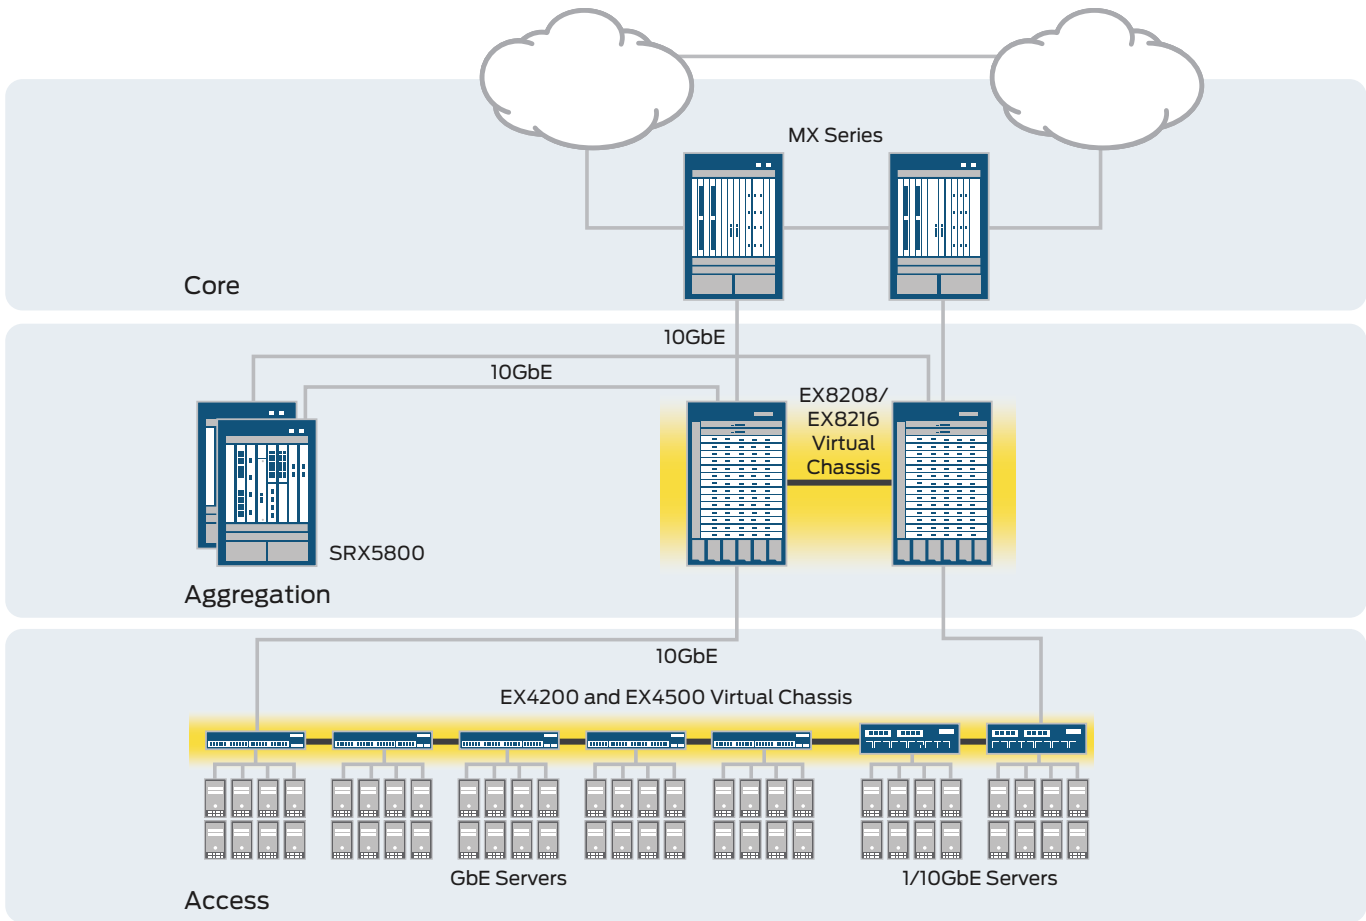 MX Series
Core
10GbE
10GbE
EX8208/
EX8216
Virtual
Chassis
SRX5800
Aggregation
10GbE
EX4200 and EX4500 Virtual Chassis
GbE Servers
1/10GbE Servers
Access